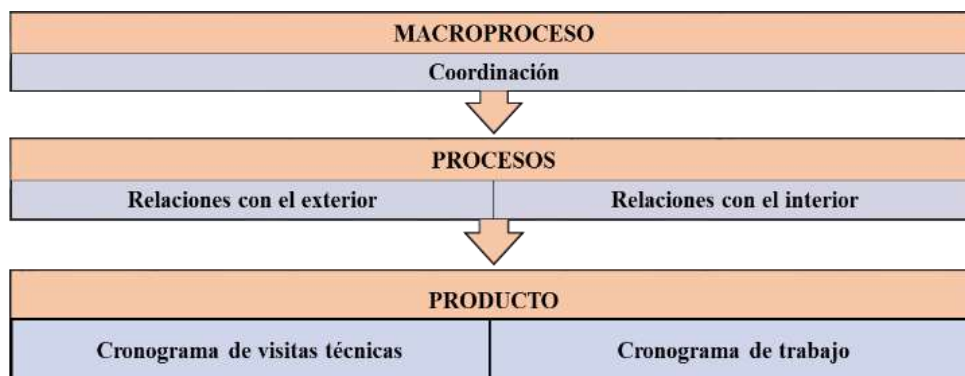 MACROPROCESO
Coordinación
PROCESOS
Relaciones con el exterior
Relaciones con el interior
PRODUCTO
Cronograma de visitas técnicas
Cronograma de trabajo